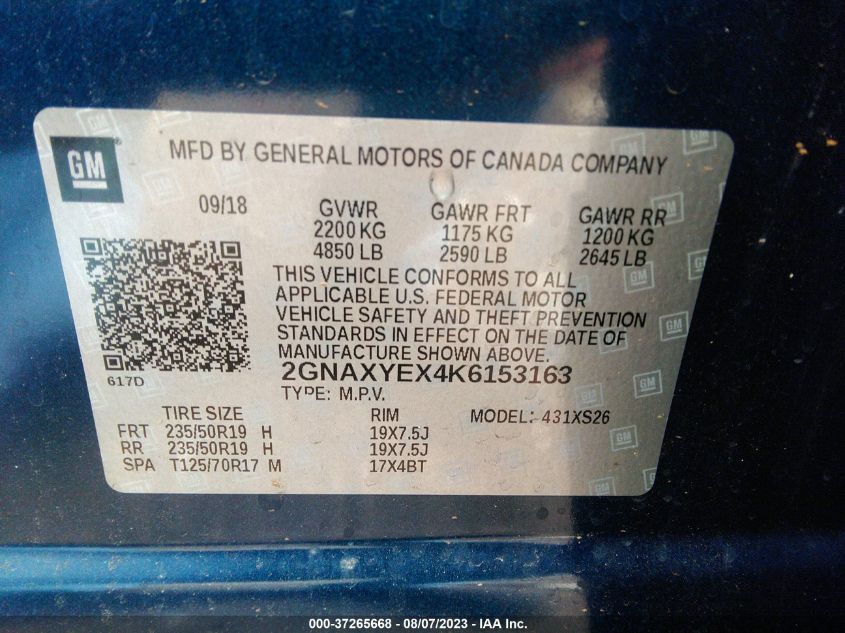 GM
MFD BY GENERAL MOTORS OF CANADA COMPANY
09/18 GVWR GAWR FRT GAWR RR
2200 KG 1175 KG 1200 KG
4850 LB 2590 LB 2645 LB
THIS VEHICLE CONFORMS TO ALL
APPLICABLE U.S. FEDERAL MOTOR
VEHICLE SAFETY AND THEFT PREVENTION
STANDARDS IN EFFECT ON THE DATE OF
MANUFACTURE SHOWN ABOVE.
617D
2GNAXYEX4K6153163
TYPE: M.P.V.
TIRE SIZE RIM MODEL: 431XS26
FRT 235/50R19 H 19X7.5J
RR 235/50R19 H 19X7.5J
SPA T125/70R17 M 17X4BT
000-37265668 - 08/07/2023 - IAA Inc.